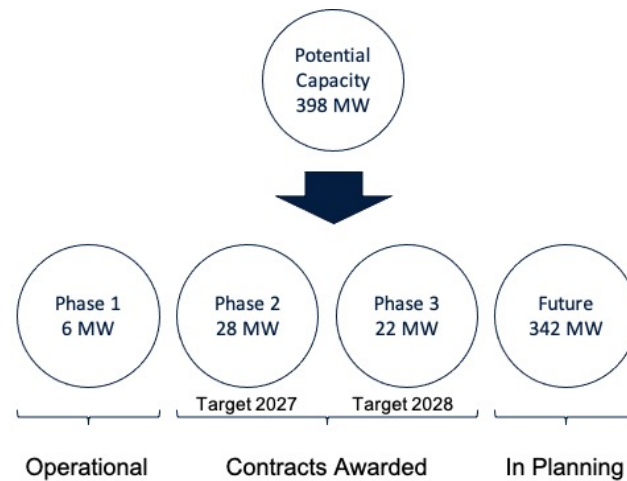 Potential
Capacity
398 MW
Phase 1
6 MW
Phase 2
28 MW
Phase 3
22 MW
Future
342 MW
Target 2027
Target 2028
Operational
Contracts Awarded
In Planning